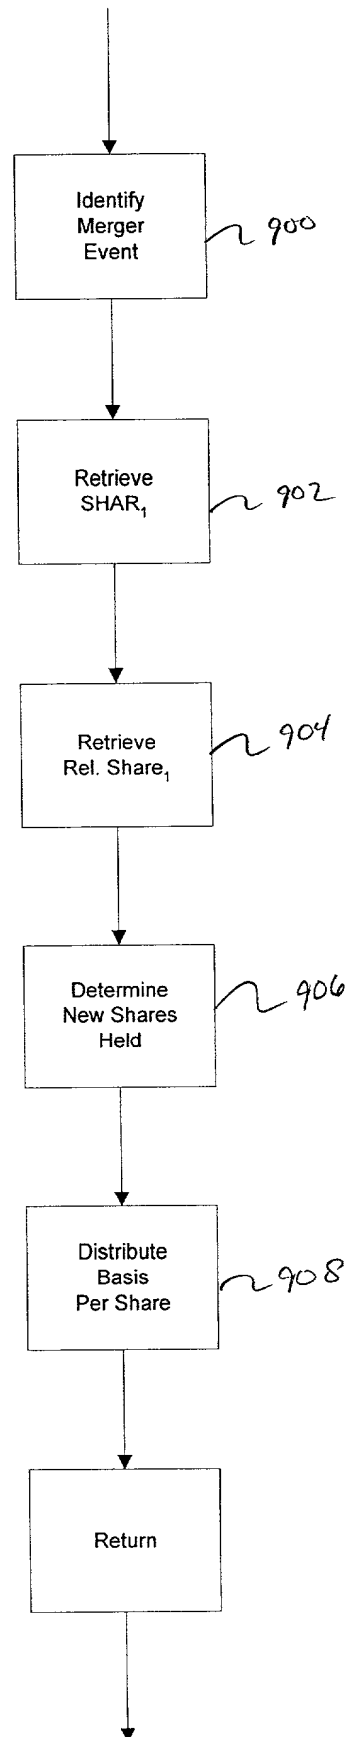 Identify
Merger
Event
900
Retrieve
SHAR₁
902
Retrieve
Rel. Share₁
904
Determine
New Shares
Held
906
Distribute
Basis
Per Share
908
Return